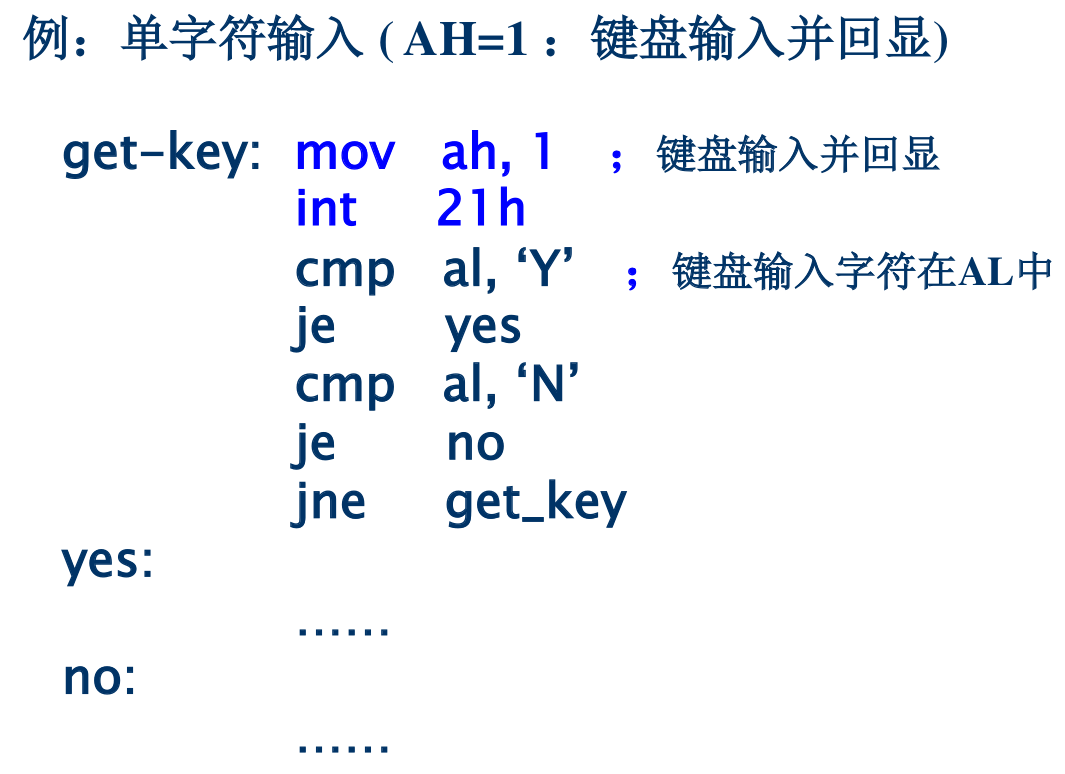 例：单字符输入 ( AH=1 ：键盘输入并回显)
get-key: mov ah, 1 ； 键盘输入并回显
int 21h
cmp al, ‘Y’ ； 键盘输入字符在AL中
je yes
cmp al, ‘N’
je no
jne get_key
yes:
……
no:
……